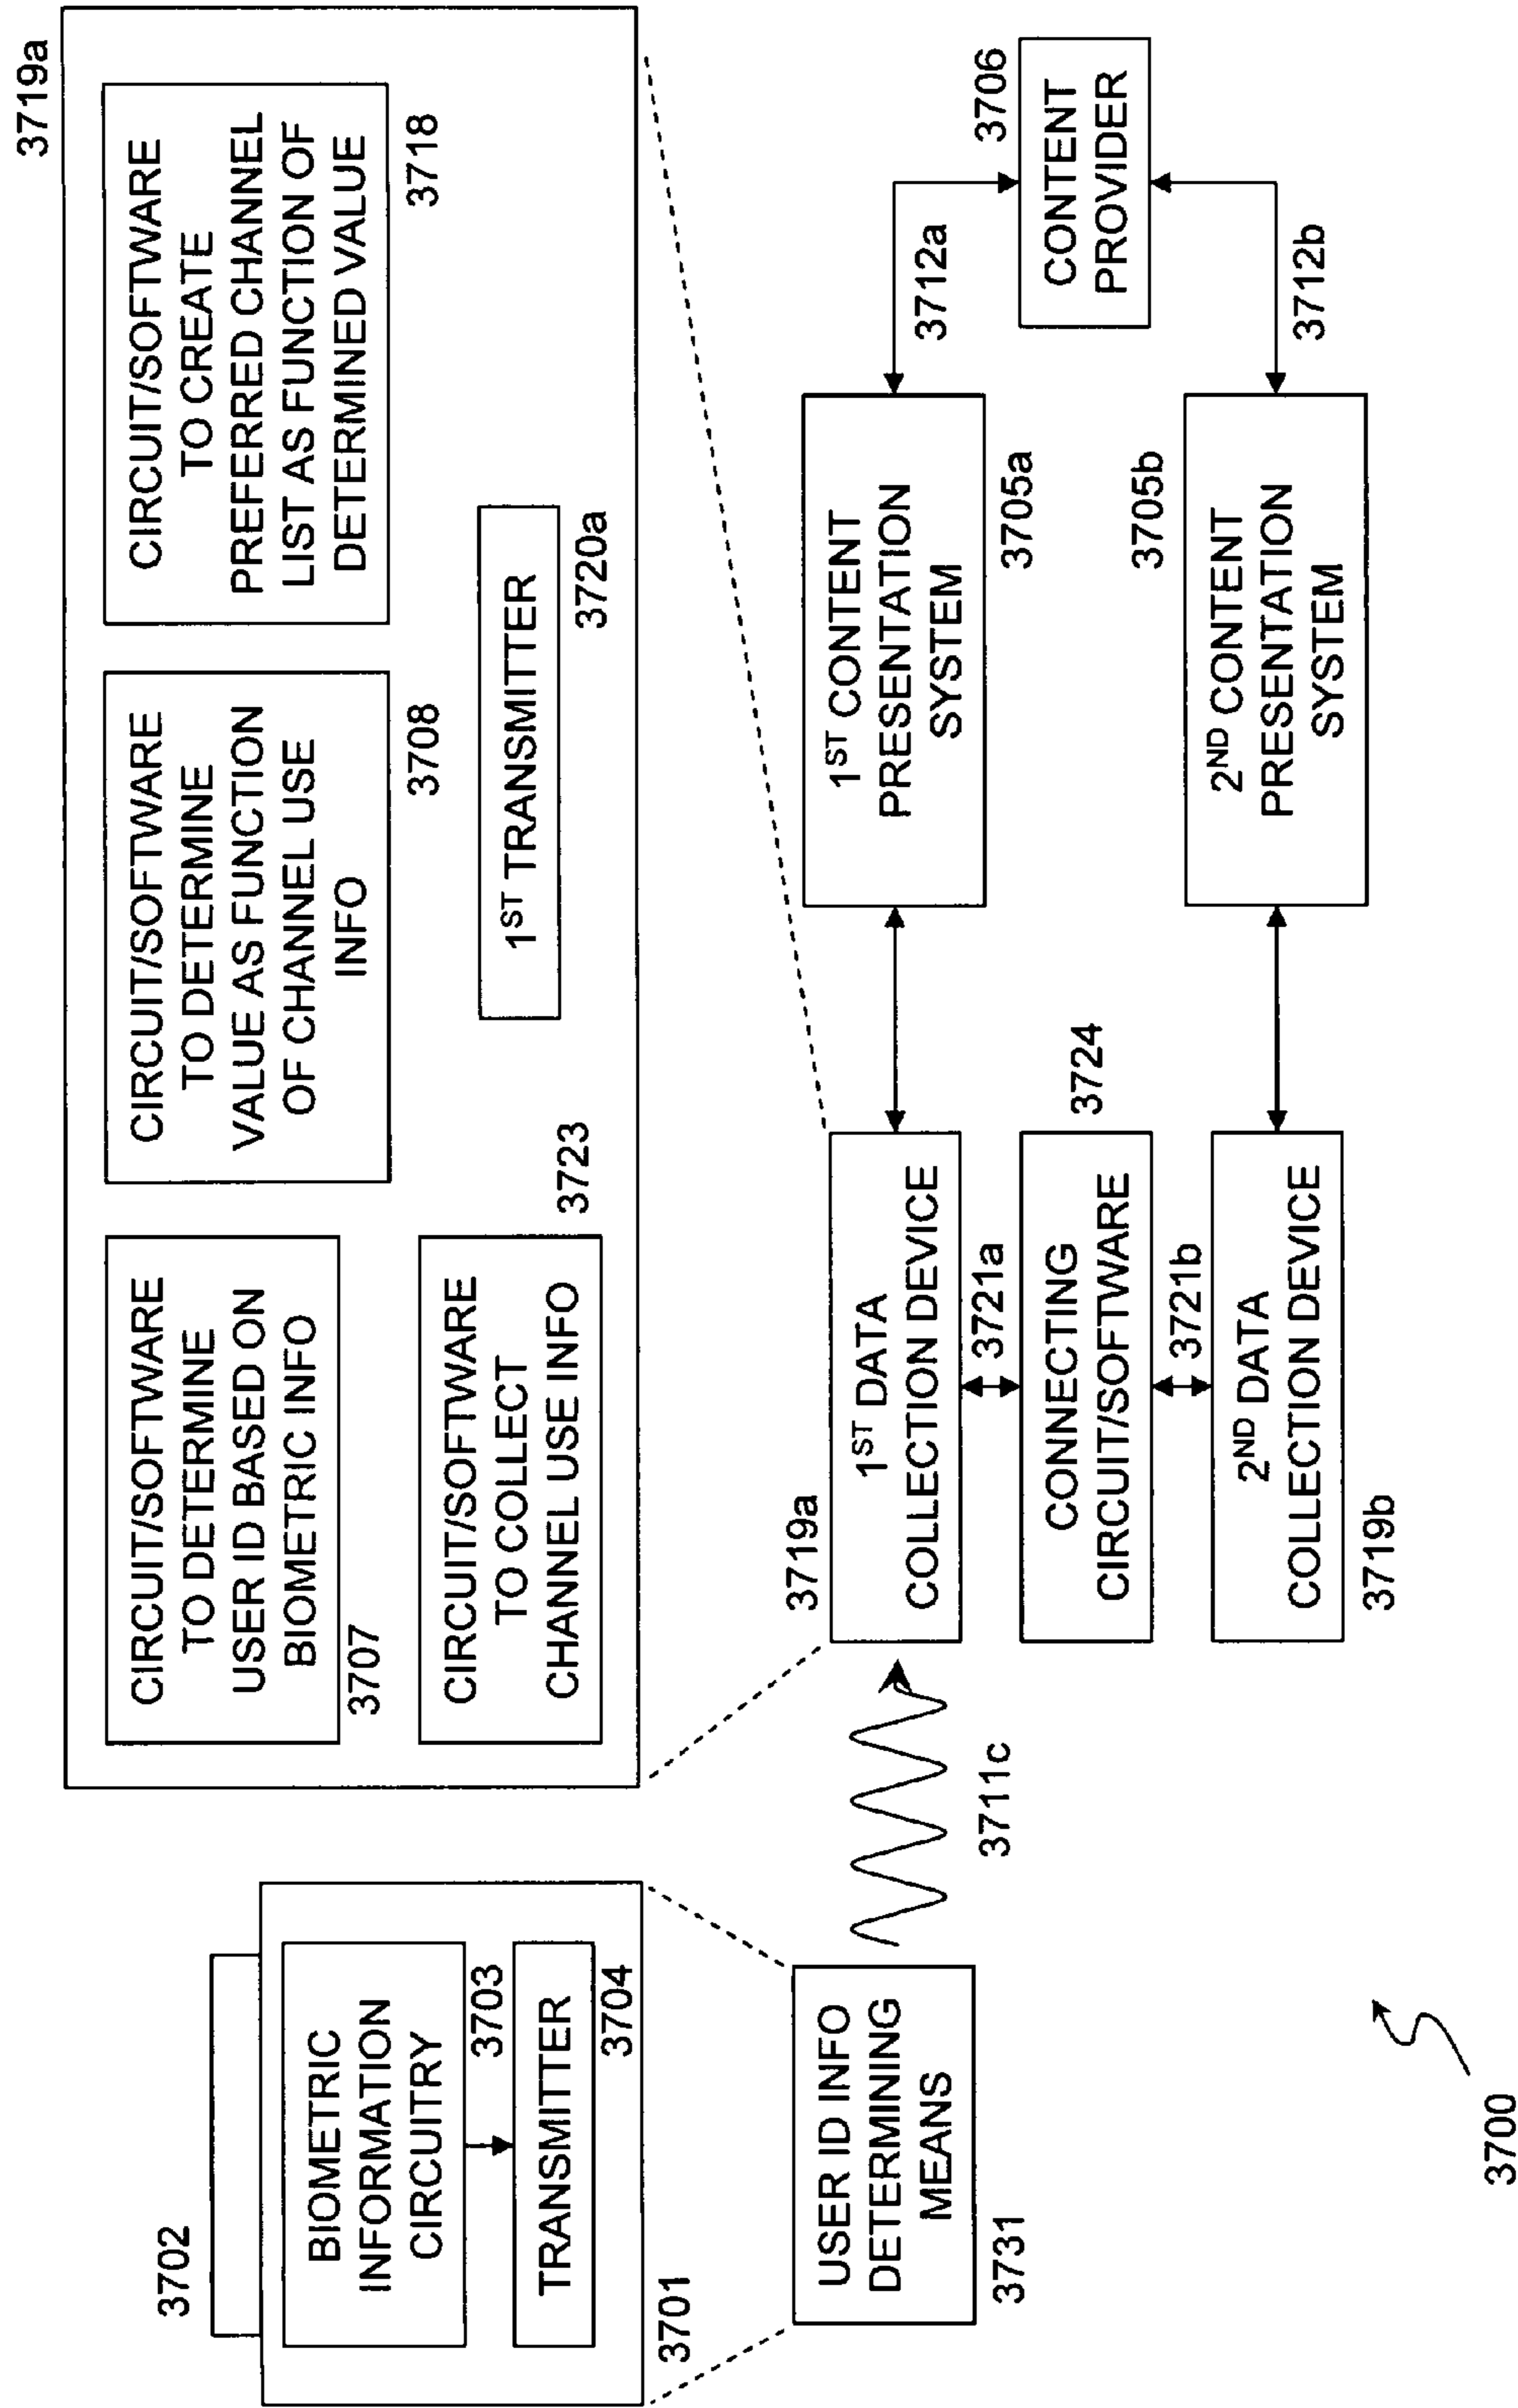 3719a
CIRCUIT/SOFTWARE
TO DETERMINE
USER ID BASED ON
BIOMETRIC INFO
3707
CIRCUIT/SOFTWARE
TO DETERMINE
VALUE AS FUNCTION
OF CHANNEL USE
INFO
3708
CIRCUIT/SOFTWARE
TO CREATE
PREFERRED CHANNEL
LIST AS FUNCTION OF
DETERMINED VALUE
3718
CIRCUIT/SOFTWARE
TO COLLECT
CHANNEL USE INFO
3723
1ST TRANSMITTER
3720a
3702
BIOMETRIC
INFORMATION
CIRCUITRY
3703
TRANSMITTER
3704
3701
USER ID INFO
DETERMINING
MEANS
3731
3711c
3719a
1ST DATA
COLLECTION DEVICE
3721a
CONNECTING
CIRCUIT/SOFTWARE
3724
3721b
2ND DATA
COLLECTION DEVICE
3719b
1ST CONTENT
PRESENTATION
SYSTEM
3705a
3712a
3706
CONTENT
PROVIDER
3705b
2ND CONTENT
PRESENTATION
SYSTEM
3712b
3700